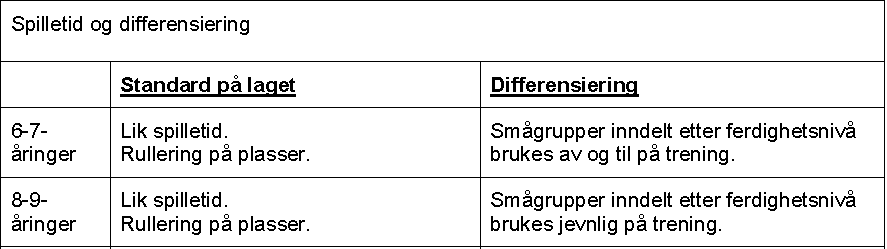 Spilletid og differensiering
Standard på laget
Differensiering
6-7-
åringer
Lik spilletid.
Rullering på plasser.
Smågrupper inndelt etter ferdighetsnivå
brukes av og til på trening.
8-9-
åringer
Lik spilletid.
Rullering på plasser.
Smågrupper inndelt etter ferdighetsnivå
brukes jevnlig på trening.